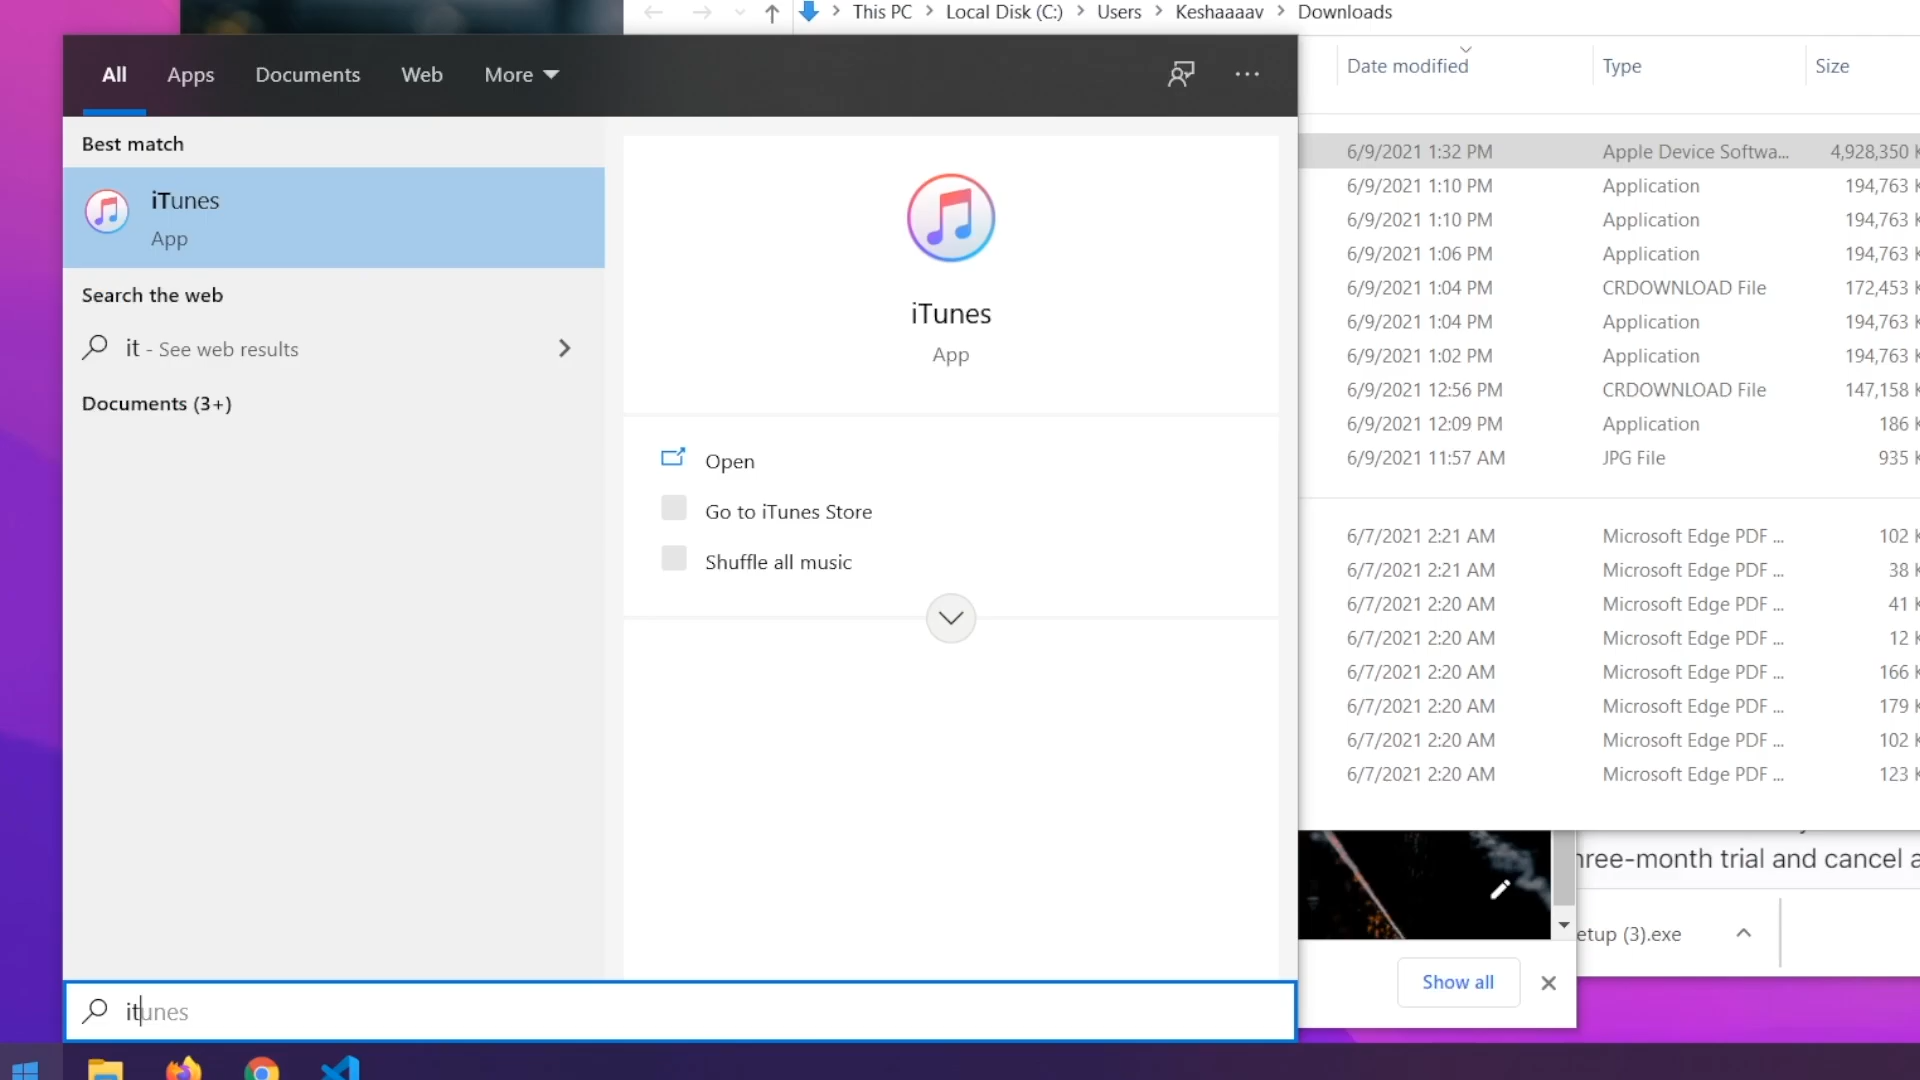 This PC > Local Disk (C:) > Users > Keshaaaav > Downloads
All Apps Documents Web More
Date modified Type Size
Best match
iTunes
App
Search the web
it - See web results
Documents (3+)
iTunes
App
Open
Go to iTunes Store
Shuffle all music
6/9/2021 1:32 PM Apple Device Softwa... 4,928,350 K
6/9/2021 1:10 PM Application 194,763 K
6/9/2021 1:10 PM Application 194,763 K
6/9/2021 1:06 PM Application 194,763 K
6/9/2021 1:04 PM CRDOWNLOAD File 172,453 K
6/9/2021 1:04 PM Application 194,763 K
6/9/2021 1:02 PM Application 194,763 K
6/9/2021 12:56 PM CRDOWNLOAD File 147,158 K
6/9/2021 12:09 PM Application 186 K
6/9/2021 11:57 AM JPG File 935 K
6/7/2021 2:21 AM Microsoft Edge PDF ... 102 K
6/7/2021 2:21 AM Microsoft Edge PDF ... 38 K
6/7/2021 2:20 AM Microsoft Edge PDF ... 41 K
6/7/2021 2:20 AM Microsoft Edge PDF ... 12 K
6/7/2021 2:20 AM Microsoft Edge PDF ... 166 K
6/7/2021 2:20 AM Microsoft Edge PDF ... 179 K
6/7/2021 2:20 AM Microsoft Edge PDF ... 102 K
6/7/2021 2:20 AM Microsoft Edge PDF ... 123 K
hree-month trial and cancel a
etup (3).exe
Show all
itunes